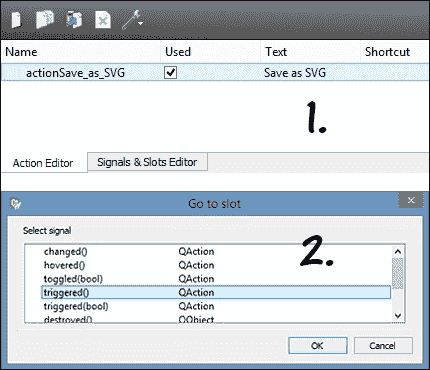 Name Used Text Shortcut
actionSave_as_SVG Save as SVG
1.
Action Editor Signals & Slots Editor
Go to slot
Select signal
2.
changed() QAction
hovered() QAction
toggled(bool) QAction
triggered() QAction
triggered(bool) QAction
destroyed() QObject
OK Cancel